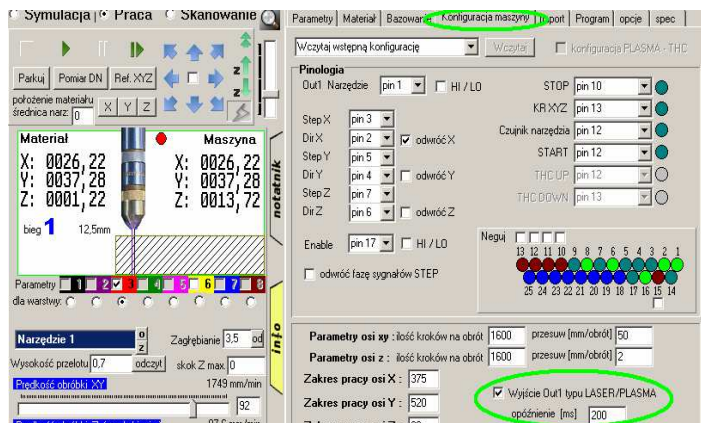 Symulacja Praca Skanowanie
Parkuj Pomiar DN Ref. XYZ
Z
Z
położenie materiału
średnica narz: 0 X Y Z
Materiał Maszyna
X: 0026,22 X: 0026,22
Y: 0037,28 Y: 0037,28
Z: 0001,22 Z: 0013,72
bieg 1 12,5mm
Parametry 1 2 3 4 5 6 7 8
dla warstwy:
Narzędzie 1 o z Zagłębianie 3,5 od
Wysokość przelotu 0,7 odczyt skok Z max 0
Prędkość obróbki XY 1749 mm/min
92
notatnik
info
Parametry Materiał Bazowanie Konfiguracja maszyny Import Program opcje spec
Wczytaj wstępną konfigurację Wczytaj konfiguracja PLASMA - THC
Pinologia
Out1 Narzędzie pin 1 HI / LO STOP pin 10
KR XYZ pin 13
Step X pin 3
Dir X pin 2 odwróć X Czujnik narzędzia pin 12
Step Y pin 5 START pin 12
Dir Y pin 4 odwróć Y THC UP pin 12
Step Z pin 7 THC DOWN pin 13
Dir Z pin 6 odwróć Z
Enable pin 17 HI / LO Neguj
13 12 11 10 9 8 7 6 5 4 3 2 1
odwróć fazę sygnałów STEP
25 24 23 22 21 20 19 18 17 16 15 14
Parametry osi xy : ilość kroków na obrót 1600 przesuw [mm/obrót] 50
Parametry osi z : ilość kroków na obrót 1600 przesuw [mm/obrót] 2
Zakres pracy osi X : 375
Wyjście Out1 typu LASER/PLASMA
Zakres pracy osi Y : 520
opóźnienie [ms] 200